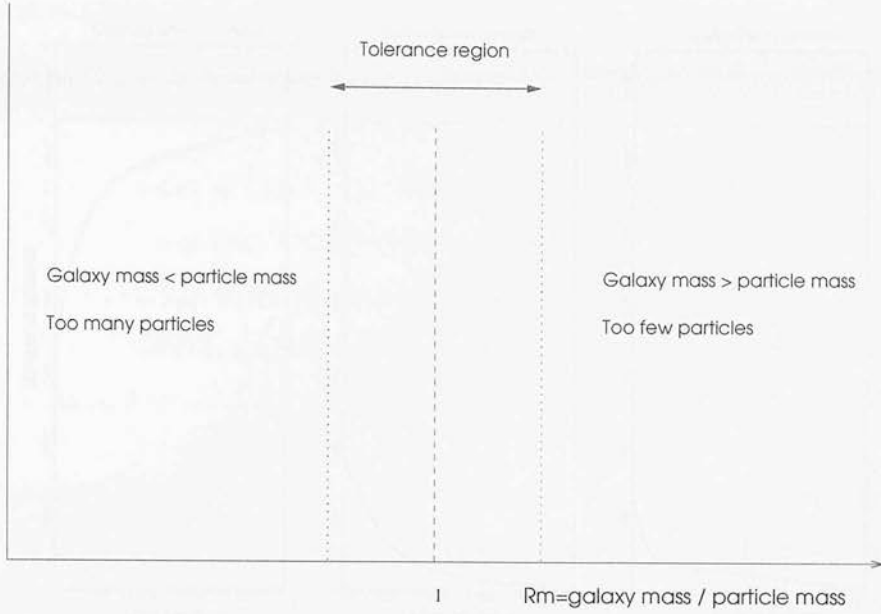 Tolerance region
Galaxy mass < particle mass
Too many particles
Galaxy mass > particle mass
Too few particles
1
Rm=galaxy mass / particle mass